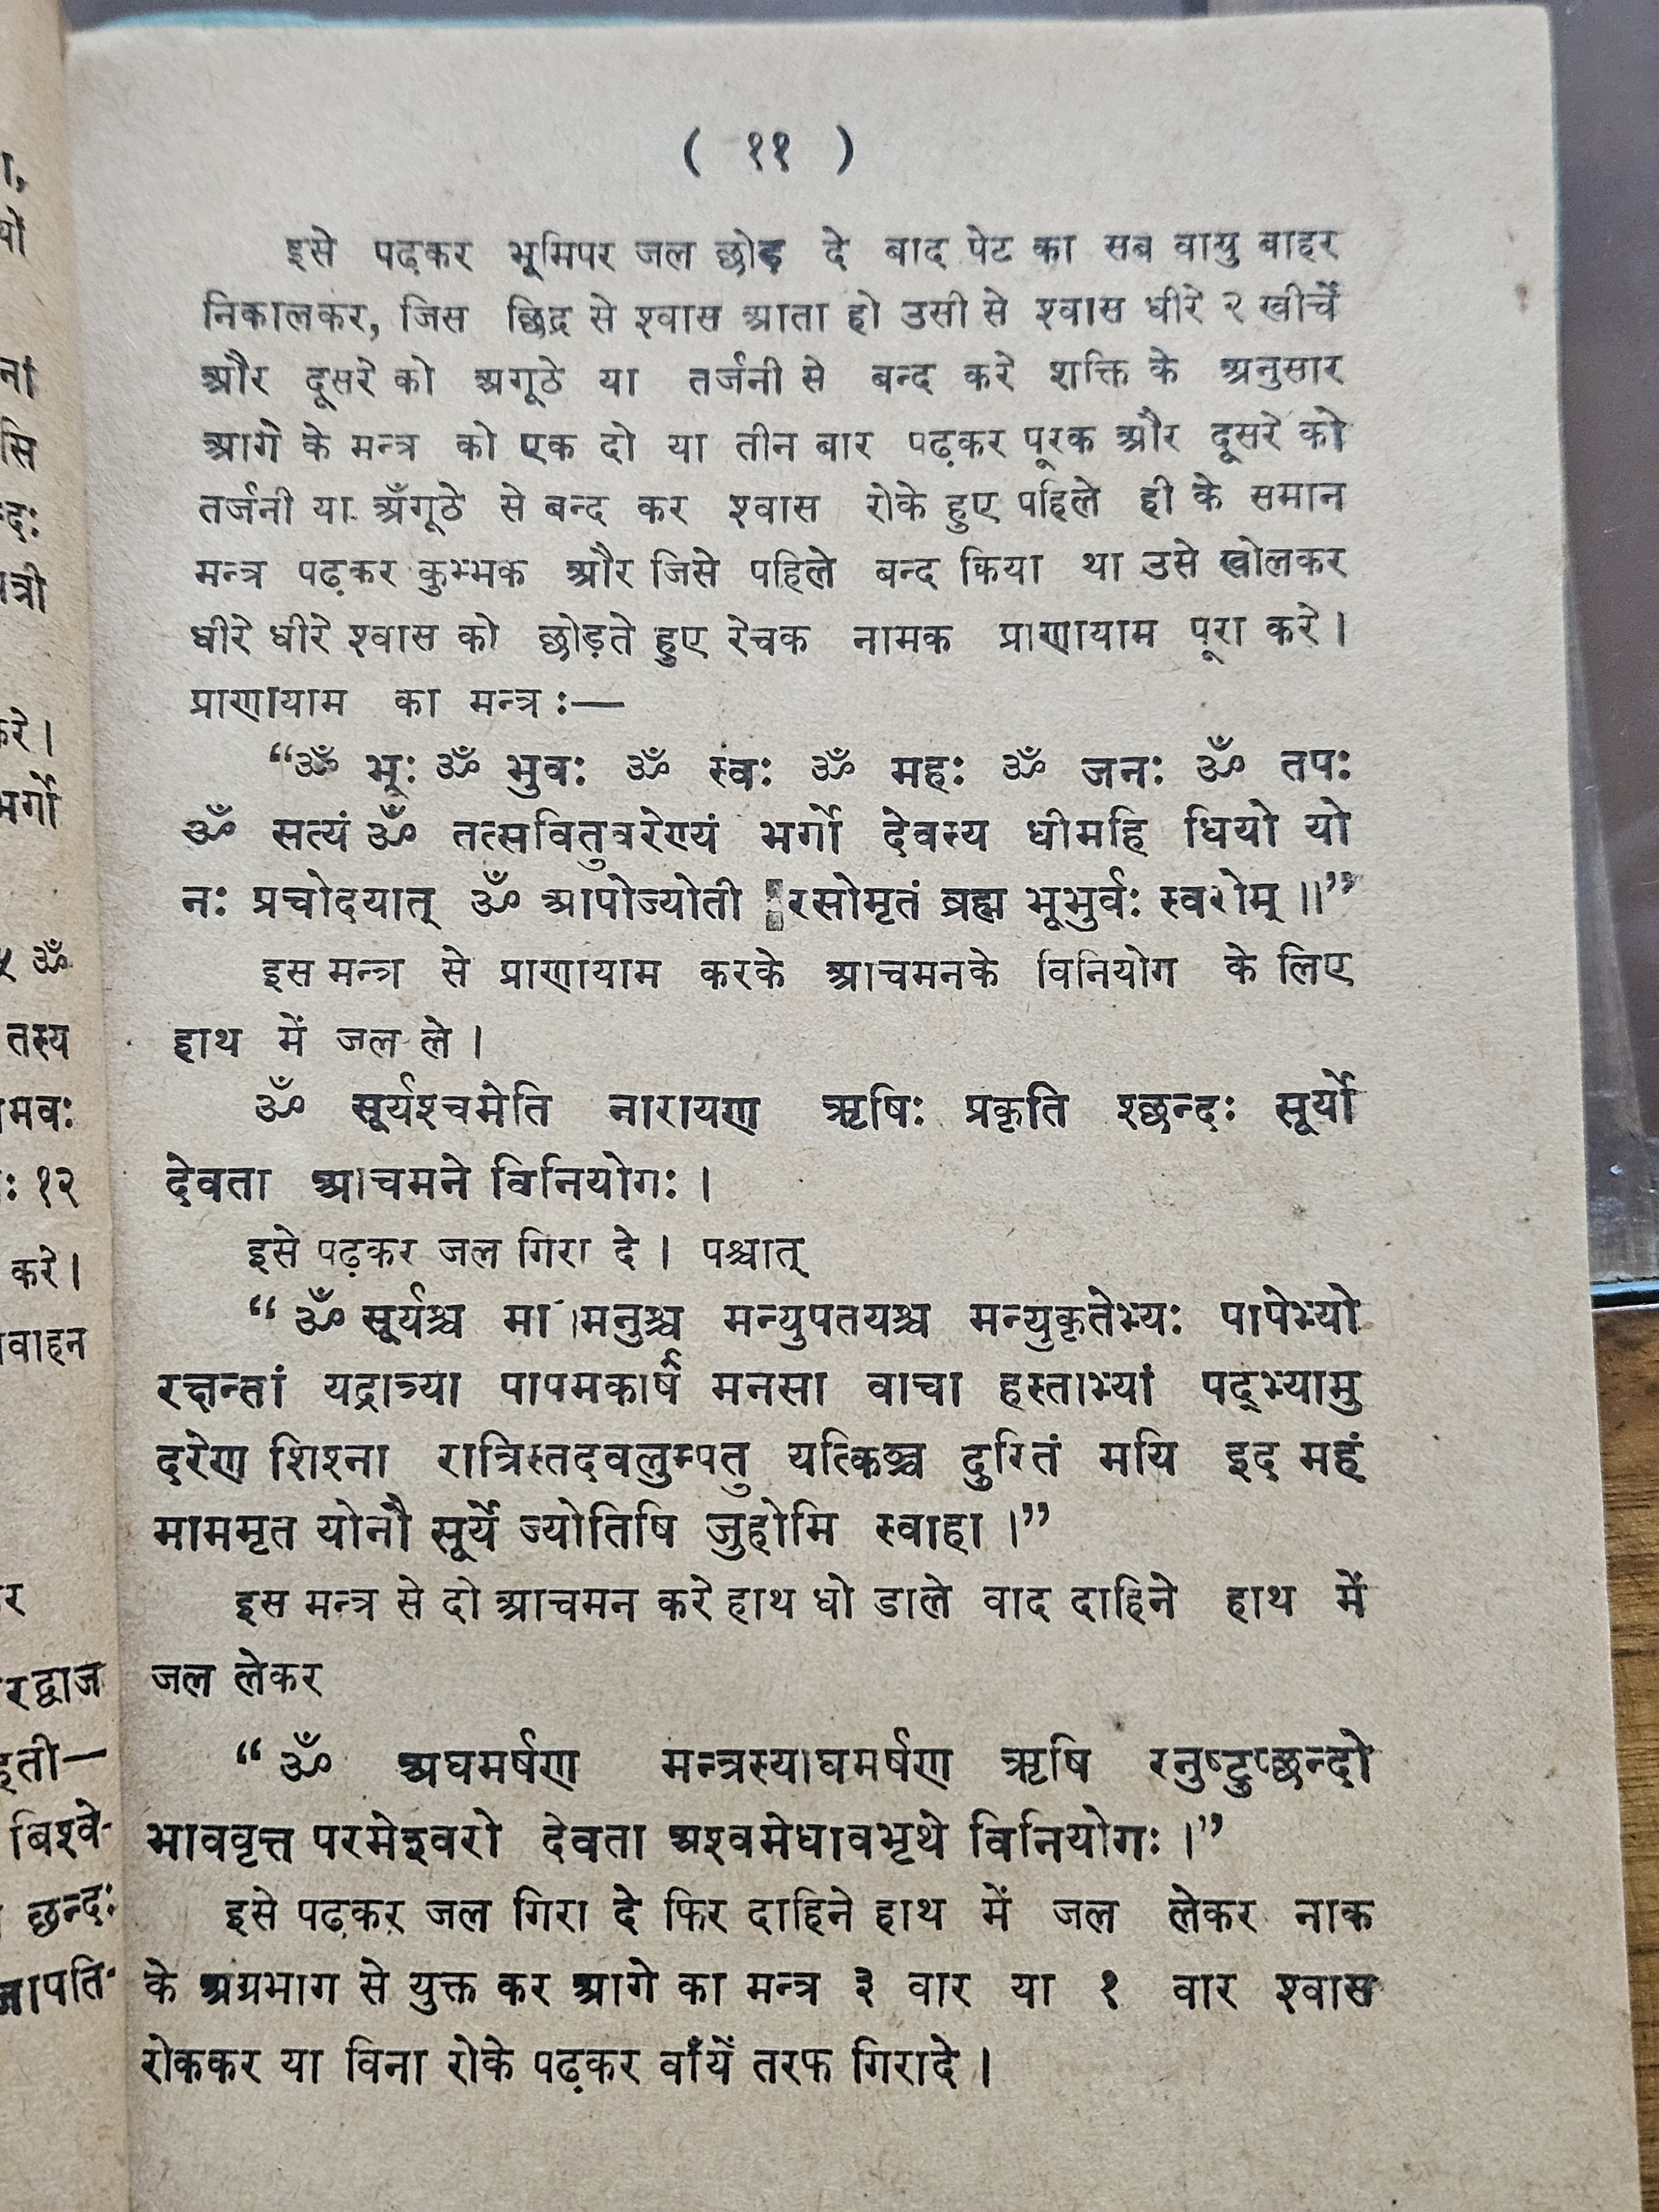 ( ११ )
इसे पढकर भूमिपर जल छोड़ दे बाद पेट का सब वायु बाहर
निकालकर, जिस छिद्र से श्वास आता हो उसी से श्वास धीरे २ खीचें
और दूसरे को अगूठे या तर्जनी से बन्द करे शक्ति के अनुसार
आगे के मन्त्र को एक दो या तीन बार पढ़कर पूरक और दूसरे को
तर्जनी या अँगूठे से बन्द कर श्वास रोके हुए पहिले ही के समान
मन्त्र पढ़कर कुम्भक और जिसे पहिले बन्द किया था उसे खोलकर
धीरे धीरे श्वास को छोड़ते हुए रेचक नामक प्राणायाम पूरा करे।
प्राणायाम का मन्त्र :—
“ॐ भूः ॐ भुवः ॐ स्वः ॐ महः ॐ जनः ॐ तपः
ॐ सत्यं ॐ तत्सवितुवररेण्यं भर्गो देवस्य धीमहि धियो यो
नः प्रचोदयात् ॐ आपोज्योती रसोमृतं ब्रह्म भूभुर्वः स्वरोम् ॥”
इस मन्त्र से प्राणायाम करके आचमनके विनियोग के लिए
हाथ में जल ले ।
ॐ सूर्यश्चमेति नारायण ऋषिः प्रकृति श्छन्दः सूर्यो
देवता आचमने विनियोगः ।
इसे पढ़कर जल गिरा दे । पश्चात्
“ ॐ सूर्यश्च मा मनुश्च मन्युपतयश्च मन्युकृतेभ्यः पापेभ्यो
रक्षन्तां यद्रात्र्या पापमकार्षं मनसा वाचा हस्ताभ्यां पद्भ्यामु
दरेण शिश्ना रात्रिस्तदवलुम्पतु यत्किञ्च दुरितं मयि इद महं
माममृत योनौ सूर्ये ज्योतिषि जुहोमि स्वाहा ।”
इस मन्त्र से दो आचमन करे हाथ धो डाले वाद दाहिने हाथ में
जल लेकर
“ ॐ अघमर्षण मन्त्रस्याघमर्षण ऋषि रनुष्टुप्छन्दो
भाववृत्त परमेश्वरो देवता अश्वमेधावभृथे विनियोगः ।”
इसे पढ़कर जल गिरा दे फिर दाहिने हाथ में जल लेकर नाक
के अग्रभाग से युक्त कर आगे का मन्त्र ३ वार या १ वार श्वास
रोककर या विना रोके पढ़कर वाँयें तरफ गिरादे ।